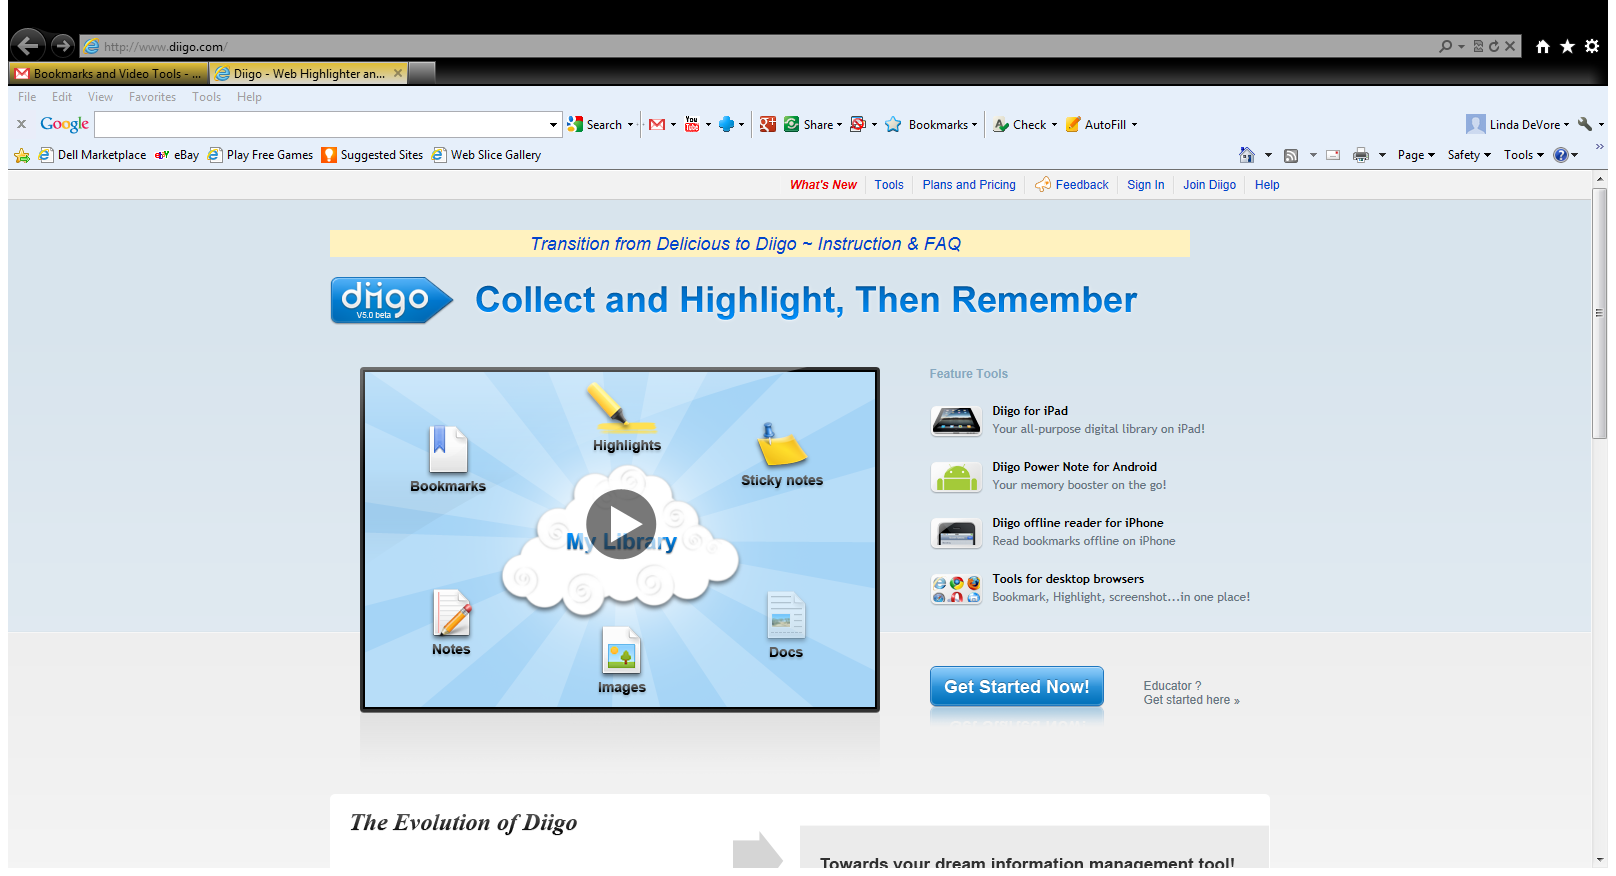 http://www.diigo.com/
Bookmarks and Video Tools - ...
Diigo - Web Highlighter an...
File Edit View Favorites Tools Help
x Google Search You Tube Share Bookmarks Check AutoFill Linda DeVore
Dell Marketplace eBay Play Free Games Suggested Sites Web Slice Gallery Page Safety Tools
What's New Tools Plans and Pricing Feedback Sign In Join Diigo Help
Transition from Delicious to Diigo ~ Instruction & FAQ
diigo
V5.0 beta
Collect and Highlight, Then Remember
Highlights
Bookmarks
Sticky notes
My Library
Notes
Docs
Images
Feature Tools
Diigo for iPad
Your all-purpose digital library on iPad!
Diigo Power Note for Android
Your memory booster on the go!
Diigo offline reader for iPhone
Read bookmarks offline on iPhone
Tools for desktop browsers
Bookmark, Highlight, screenshot...in one place!
Get Started Now!
Educator ?
Get started here »
The Evolution of Diigo
Towards your dream information management tool!